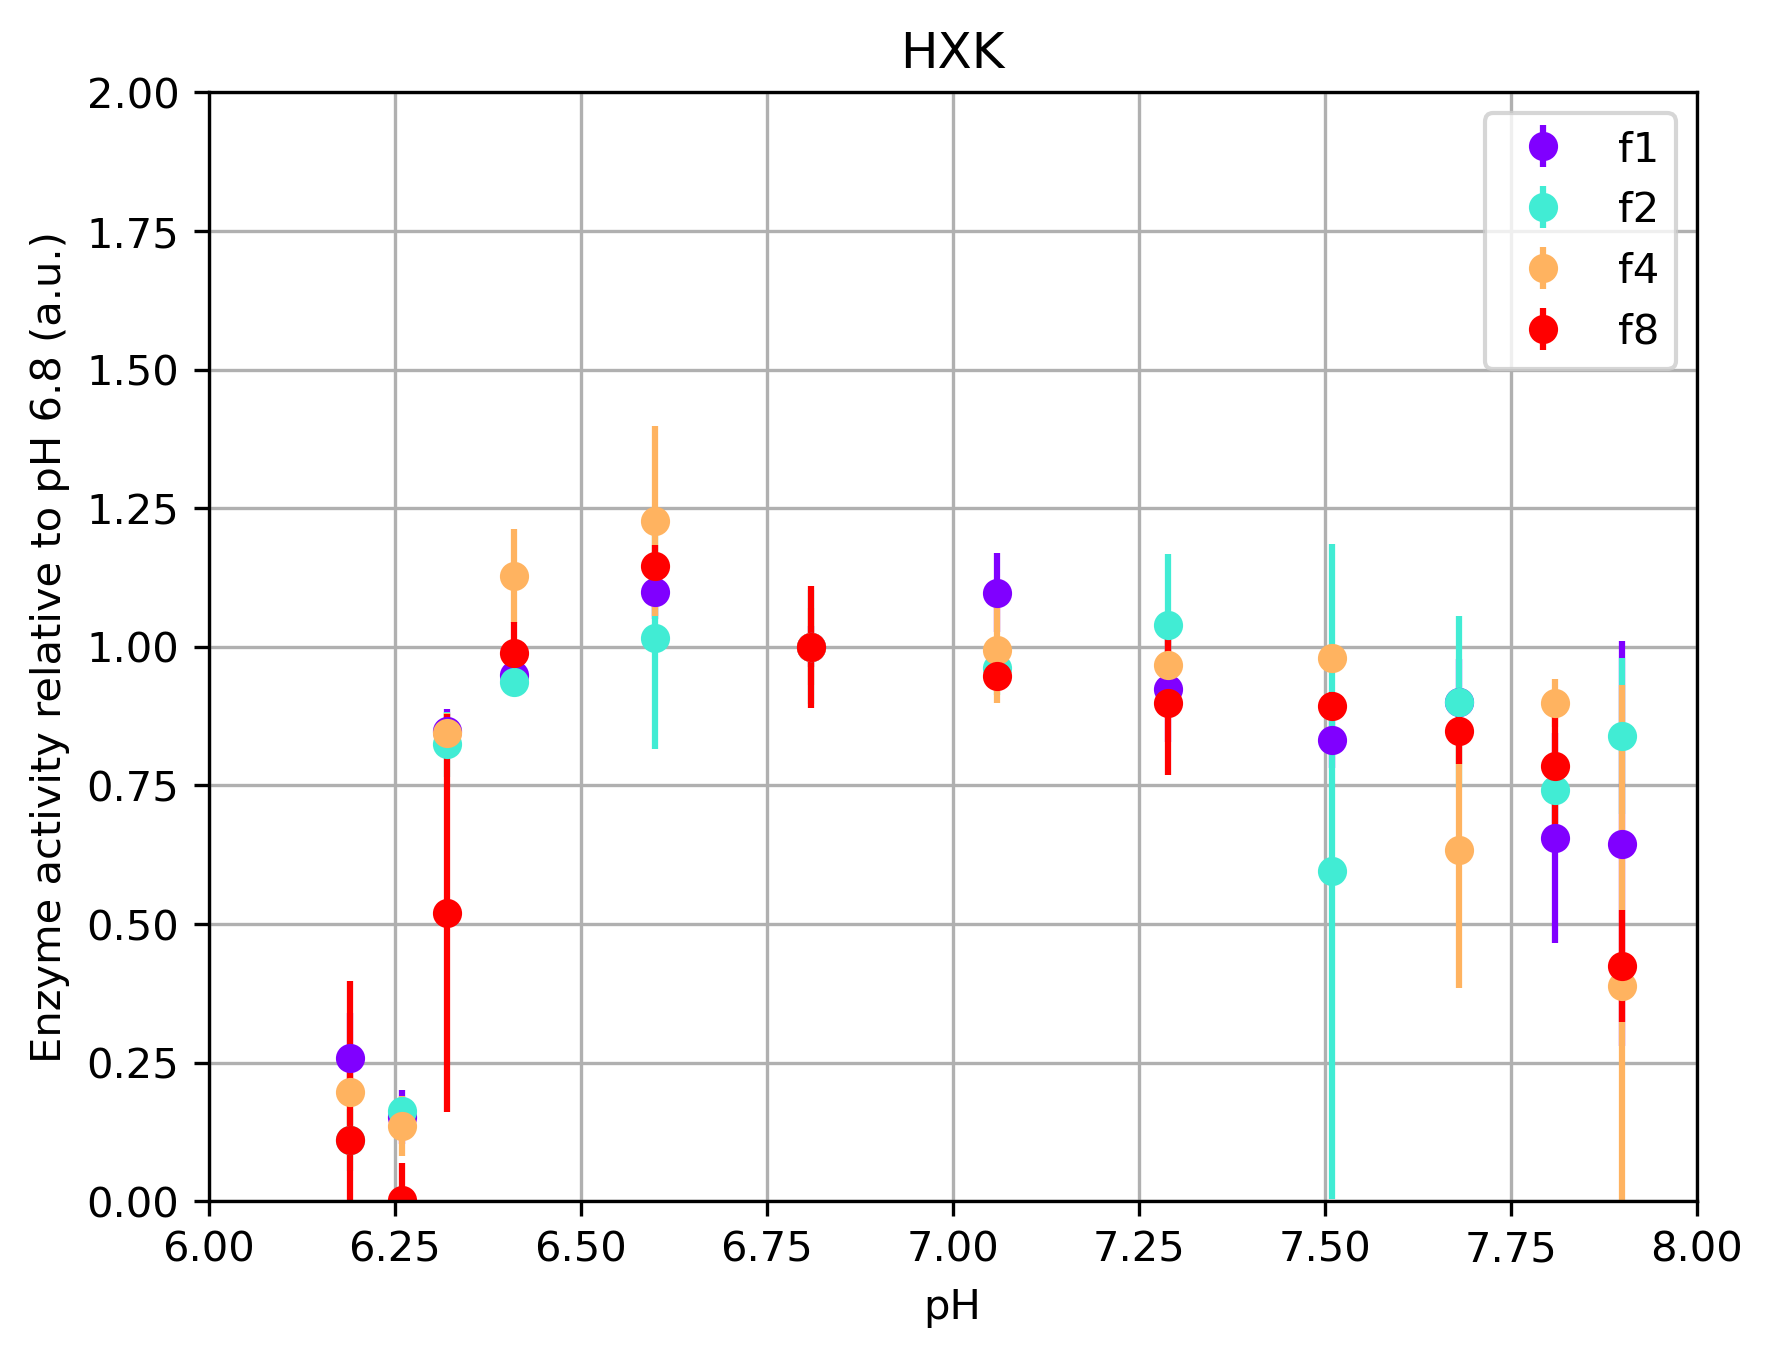 HXK
Enzyme activity relative to pH 6.8 (a.u.)
2.00
1.75
1.50
1.25
1.00
0.75
0.50
0.25
0.00
f1
f2
f4
f8
6.00 6.25 6.50 6.75 7.00 7.25 7.50 7.75 8.00
pH